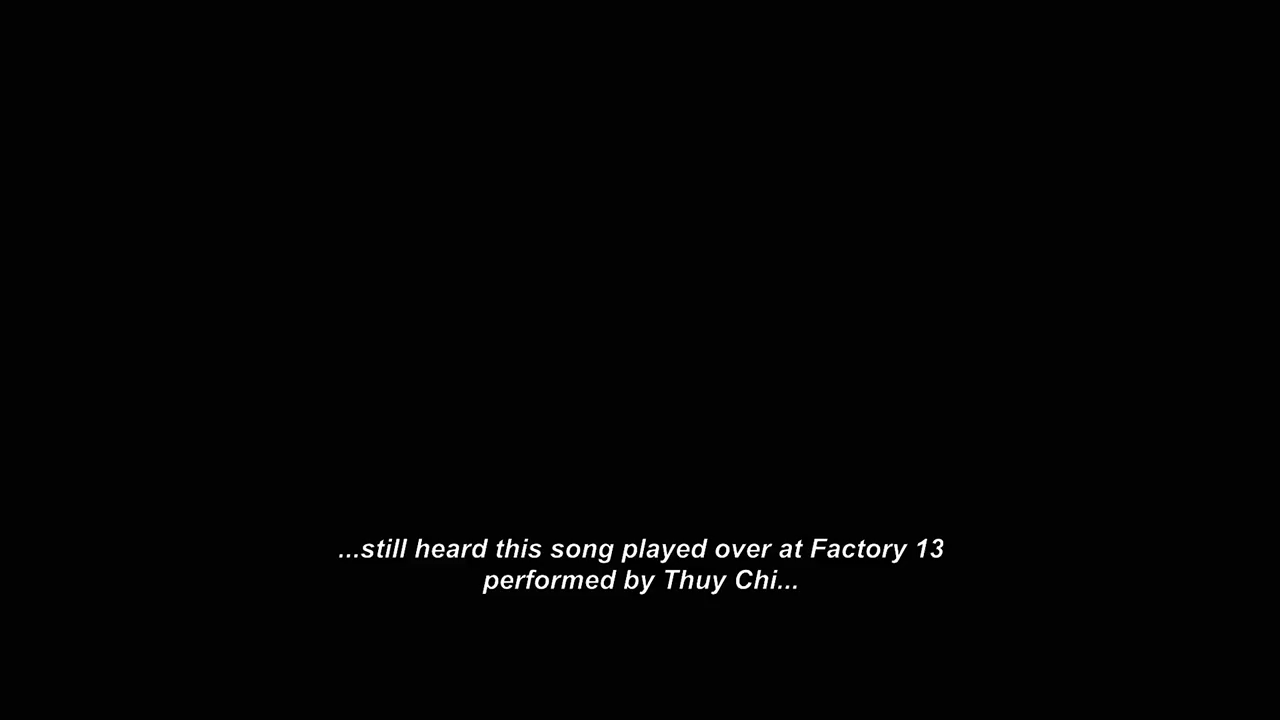 ...still heard this song played over at Factory 13
performed by Thuy Chi...